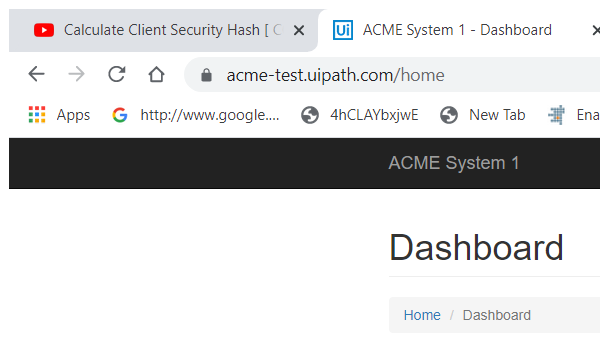 Calculate Client Security Hash [ C
Ui ACME System 1 - Dashboard
acme-test.uipath.com/home
Apps http://www.google.... 4hCLAYbxjwE New Tab Ena
ACME System 1
Dashboard
Home / Dashboard